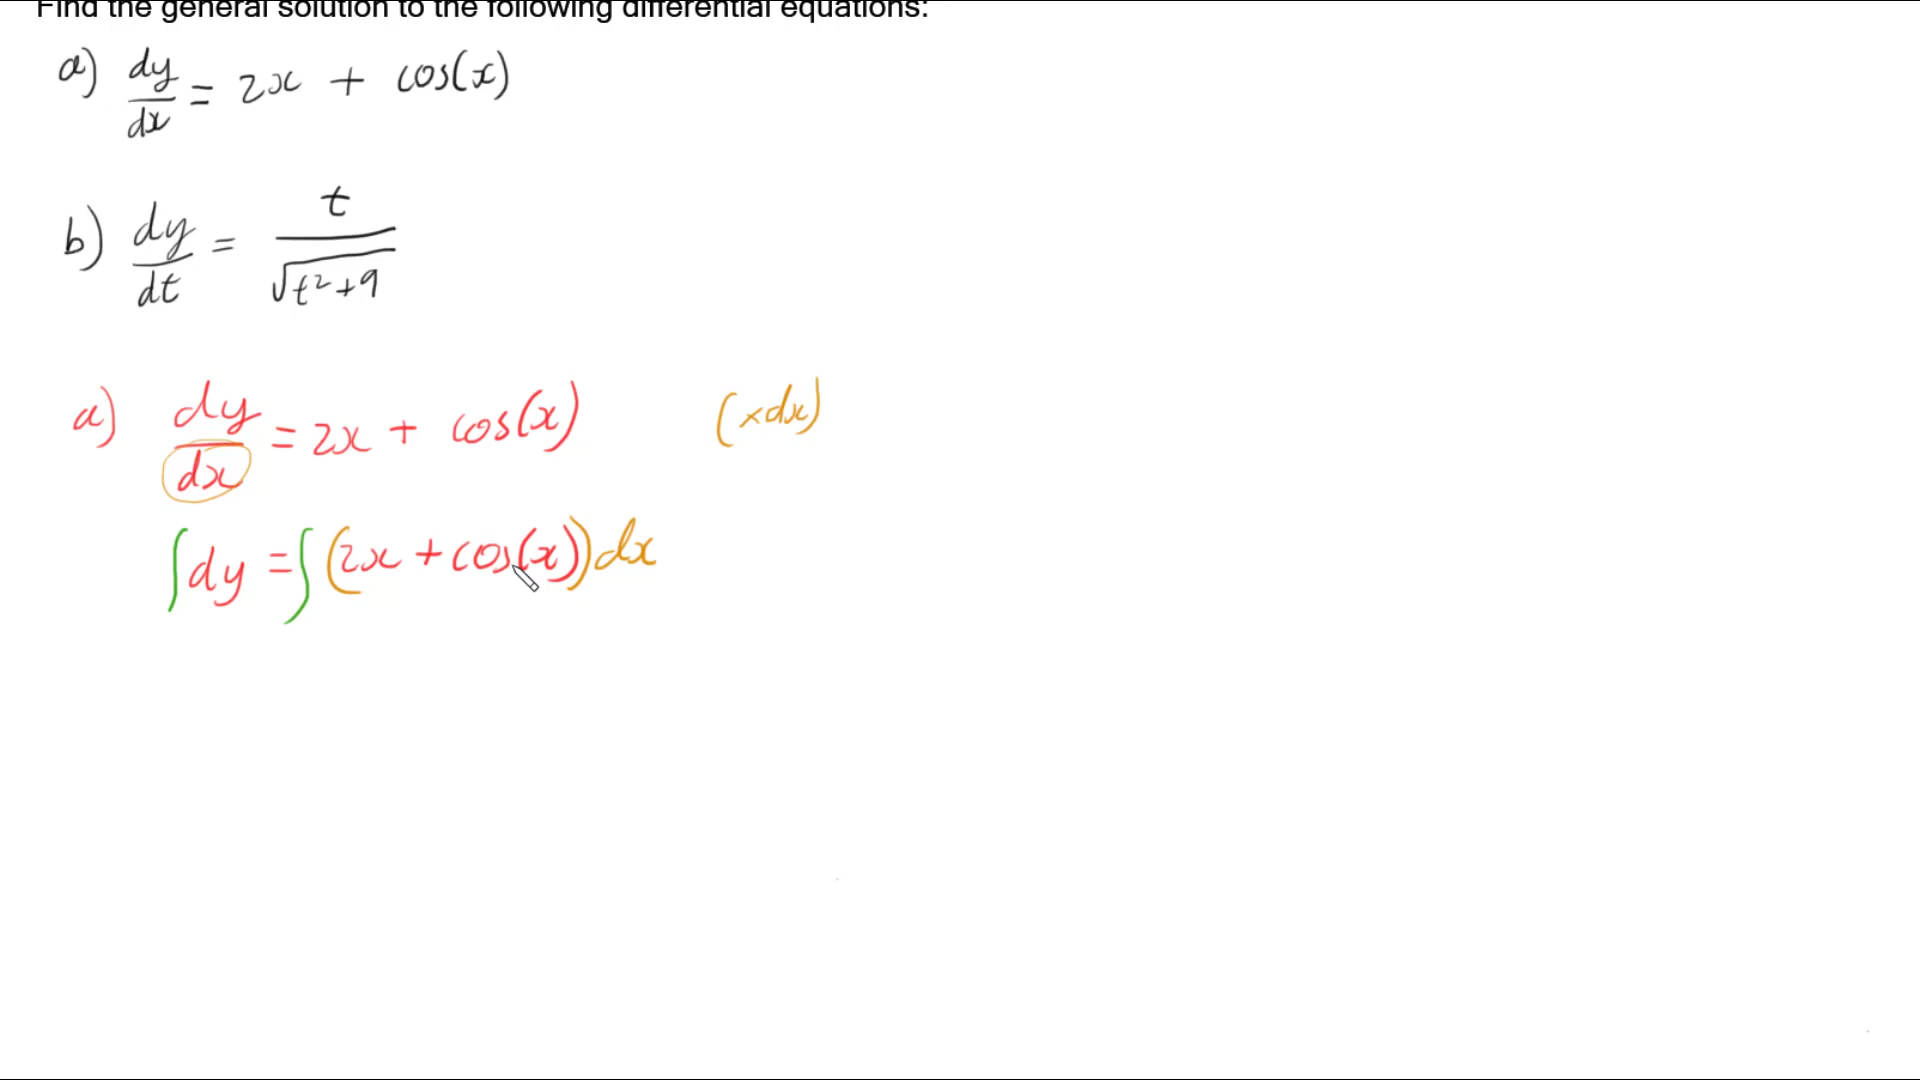 Find the general solution to the following differential equations:
a) dy/dx = 2x + cos(x)
b) dy/dt = t/√t²+9
a) dy/dx = 2x + cos(x) (×dx)
∫dy = ∫(2x + cos(x))dx